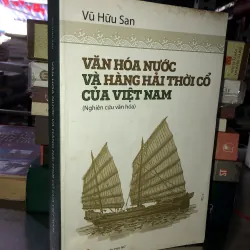 Vũ Hữu San
VĂN HÓA NƯỚC
VÀ HÀNG HẢI THỜI CỔ
CỦA VIỆT NAM
(Nghiên cứu văn hóa)